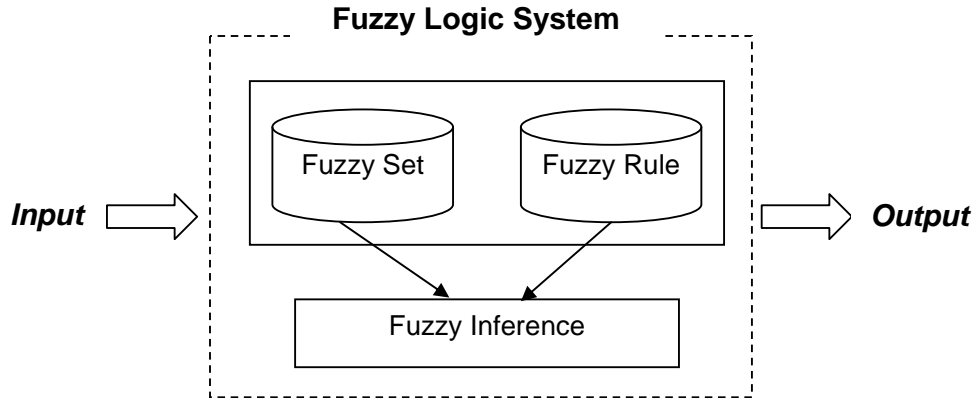 Fuzzy Logic System
Fuzzy Set
Fuzzy Rule
Input
Output
Fuzzy Inference